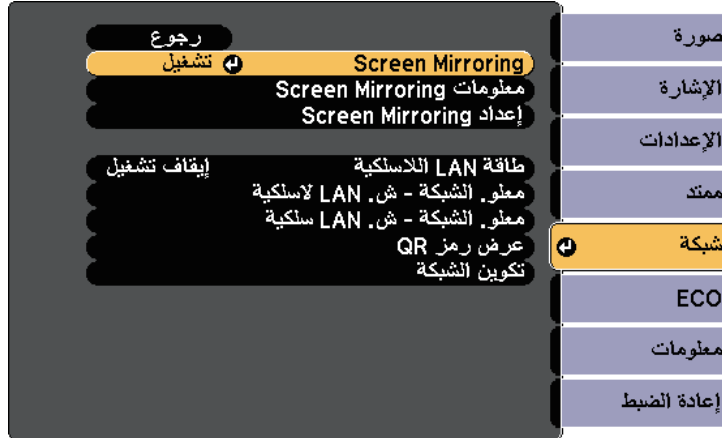 صورة
الإشارة
الإعدادات
ممتد
شبكة
ECO
معلومات
إعادة الضبط
رجوع
Screen Mirroring تشغيل
معلومات Screen Mirroring
إعداد Screen Mirroring
طاقة LAN اللاسلكية إيقاف تشغيل
معلو. الشبكة - ش. LAN لاسلكية
معلو. الشبكة - ش. LAN سلكية
عرض رمز QR
تكوين الشبكة